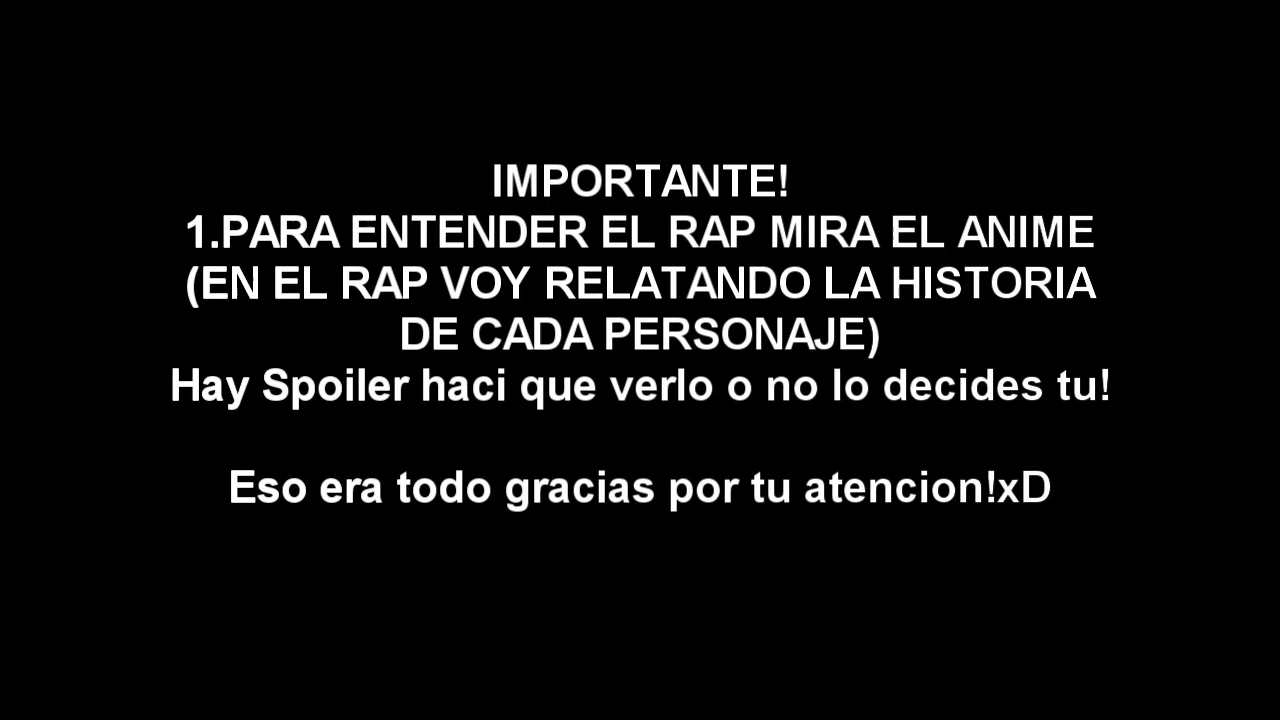 IMPORTANTE!
1.PARA ENTENDER EL RAP MIRA EL ANIME
(EN EL RAP VOY RELATANDO LA HISTORIA
DE CADA PERSONAJE)
Hay Spoiler haci que verlo o no lo decides tu!
Eso era todo gracias por tu atencion!xD